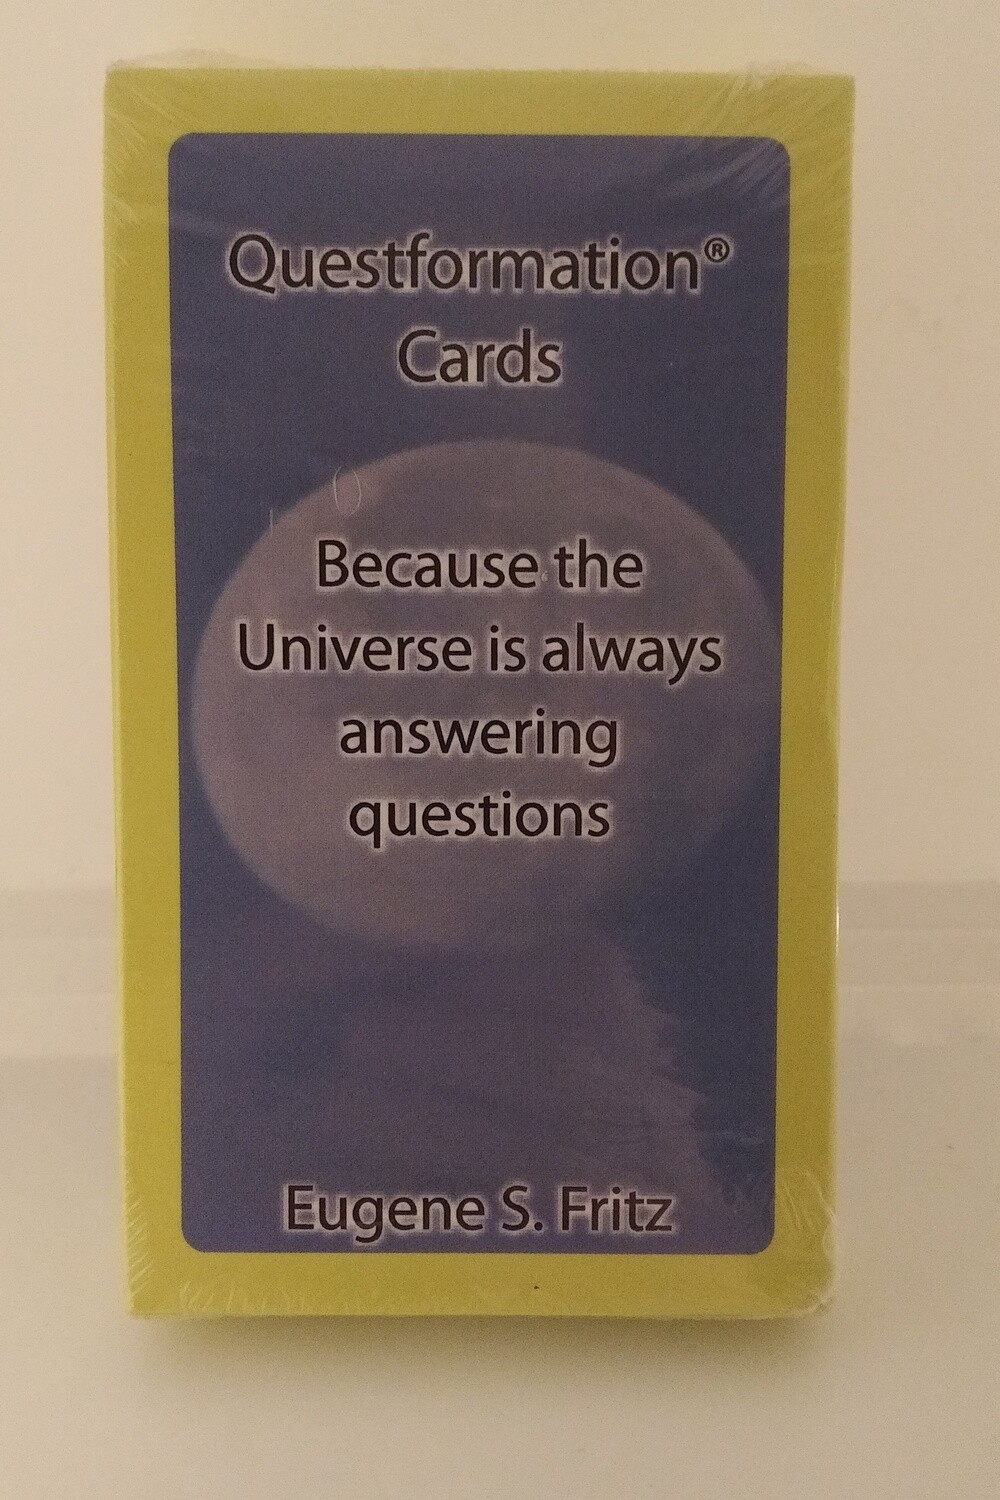 Questformation®
Cards
Because the
Universe is always
answering
questions
Eugene S. Fritz